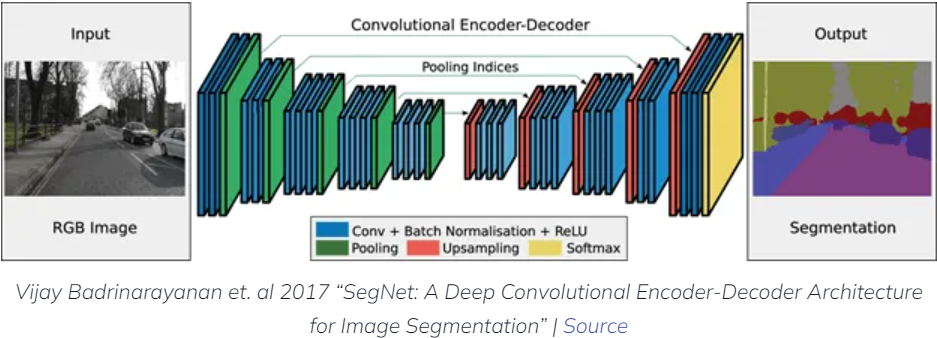 Input
RGB Image
Convolutional Encoder-Decoder
Pooling Indices
Conv + Batch Normalisation + ReLU
Pooling Upsampling Softmax
Output
Segmentation
Vijay Badrinarayanan et. al 2017 “SegNet: A Deep Convolutional Encoder-Decoder Architecture
for Image Segmentation” | Source